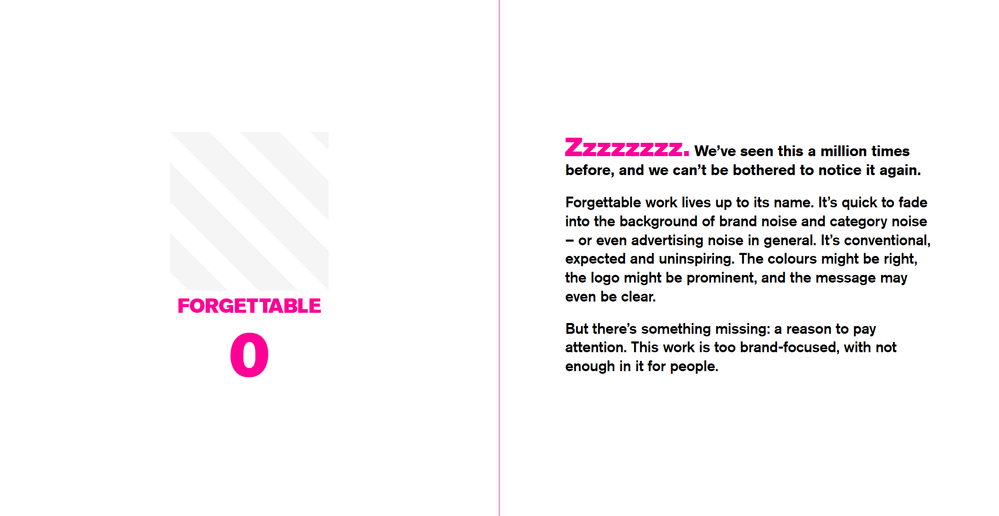 FORGETTABLE
0
Zzzzzzzz. We’ve seen this a million times
before, and we can’t be bothered to notice it again.
Forgettable work lives up to its name. It’s quick to fade
into the background of brand noise and category noise
– or even advertising noise in general. It’s conventional,
expected and uninspiring. The colours might be right,
the logo might be prominent, and the message may
even be clear.
But there’s something missing: a reason to pay
attention. This work is too brand-focused, with not
enough in it for people.